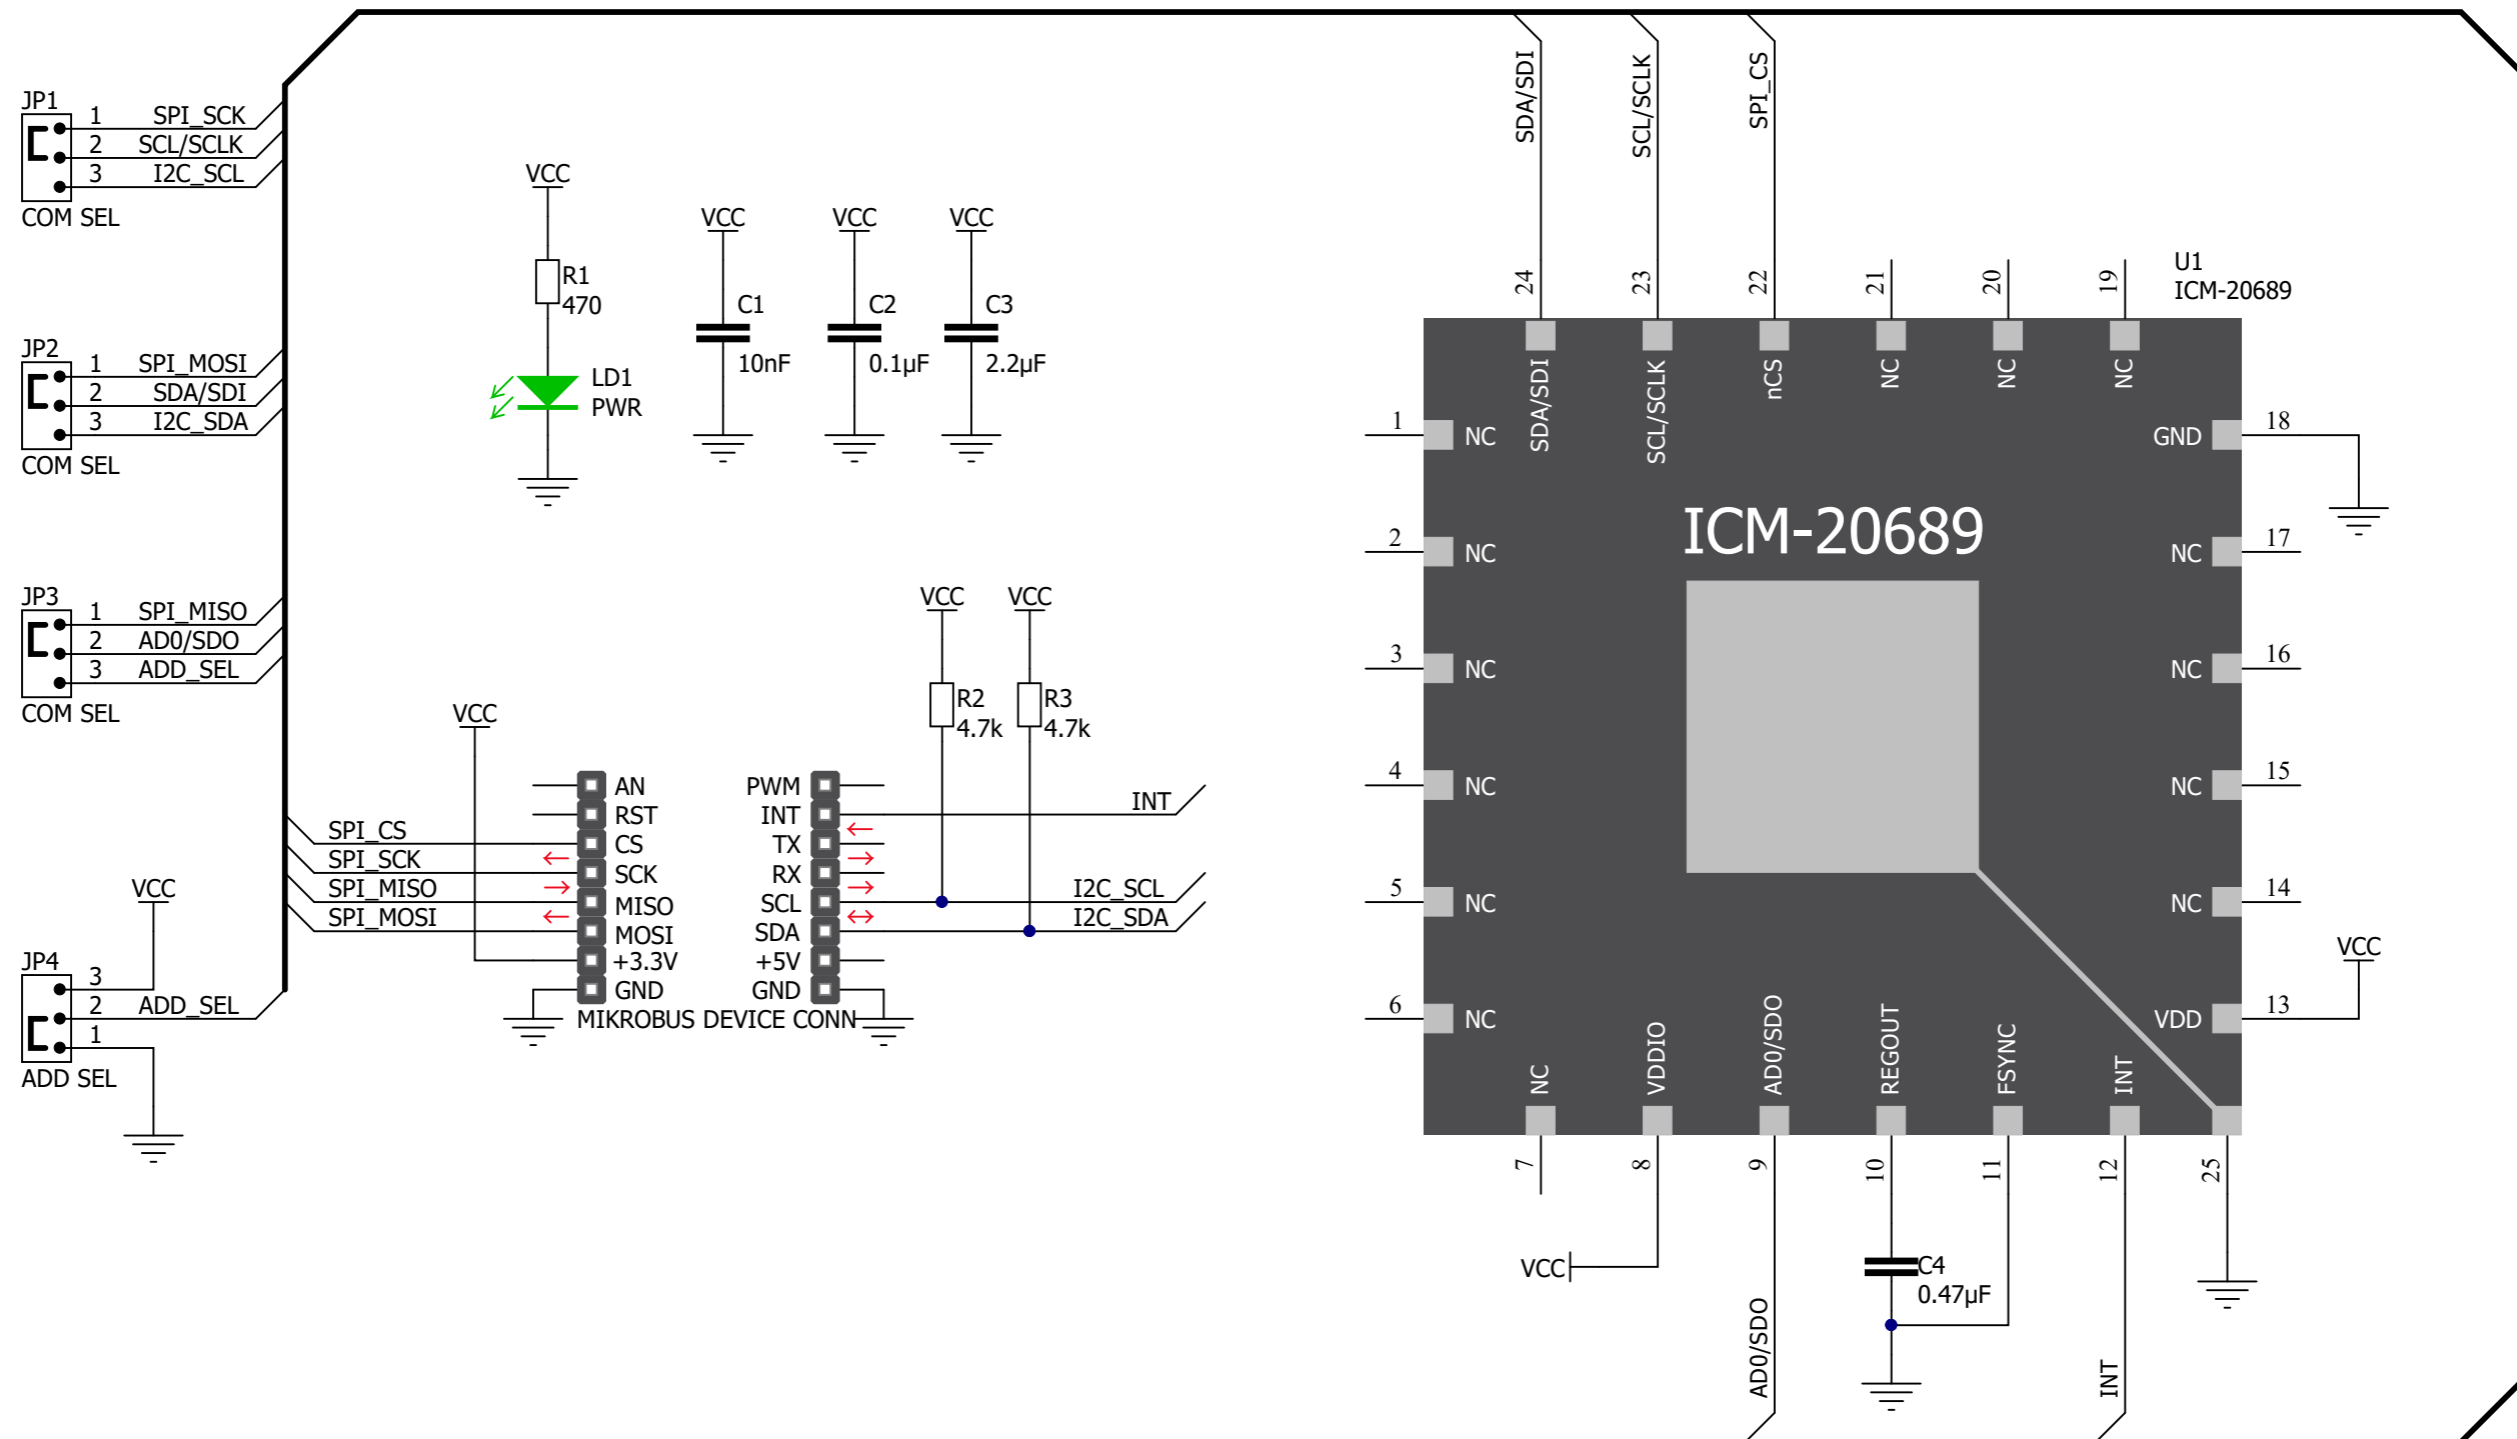 JP1
1 SPI_SCK
2 SCL/SCLK
3 I2C_SCL
COM SEL
JP2
1 SPI_MOSI
2 SDA/SDI
3 I2C_SDA
COM SEL
JP3
1 SPI_MISO
2 AD0/SDO
3 ADD_SEL
COM SEL
VCC
JP4
3
2 ADD_SEL
1
ADD SEL
VCC
R1
470
LD1
PWR
VCC
C1
10nF
VCC
C2
0.1µF
VCC
C3
2.2µF
VCC
R2
4.7k
VCC
R3
4.7k
VCC
SPI_CS
SPI_SCK
SPI_MISO
SPI_MOSI
AN
RST
CS
SCK
MISO
MOSI
+3.3V
GND
PWM
INT
TX
RX
SCL
SDA
+5V
GND
MIKROBUS DEVICE CONN
INT
I2C_SCL
I2C_SDA
SDA/SDI
SCL/SCLK
SPI_CS
24
23
22
21
20
19
U1
ICM-20689
SDA/SDI
SCL/SCLK
nCS
NC
NC
NC
1 NC
2 NC
3 NC
4 NC
5 NC
6 NC
ICM-20689
GND 18
NC 17
NC 16
NC 15
NC 14
VDD 13
VCC
NC
VDDIO
AD0/SDO
REGOUT
FSYNC
INT
7
8
9
10
11
12
25
VCC
C4
0.47µF
AD0/SDO
INT